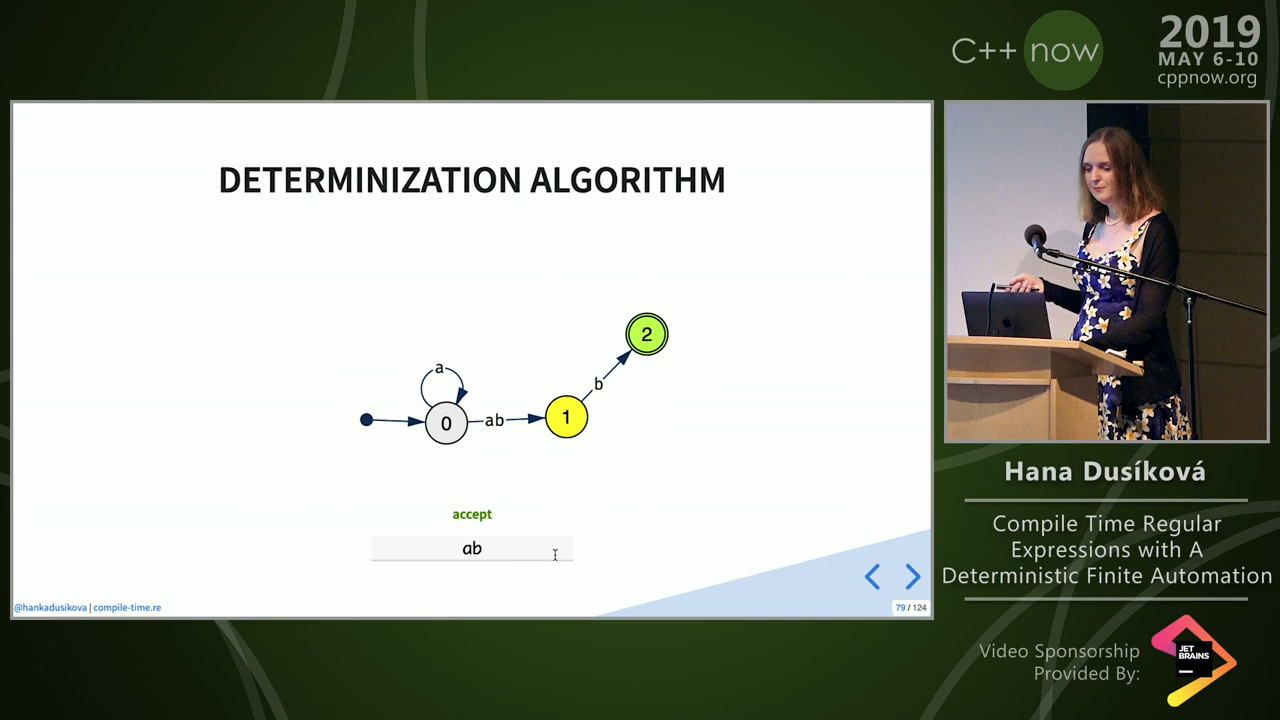 C++ now
2019
MAY 6-10
cppnow.org
DETERMINIZATION ALGORITHM
2
a
b
0
ab
1
accept
ab
@hankadusikova | compile-time.re
79 / 124
Hana Dusíková
Compile Time Regular
Expressions with A
Deterministic Finite Automation
Video Sponsorship
Provided By:
JET
BRAINS